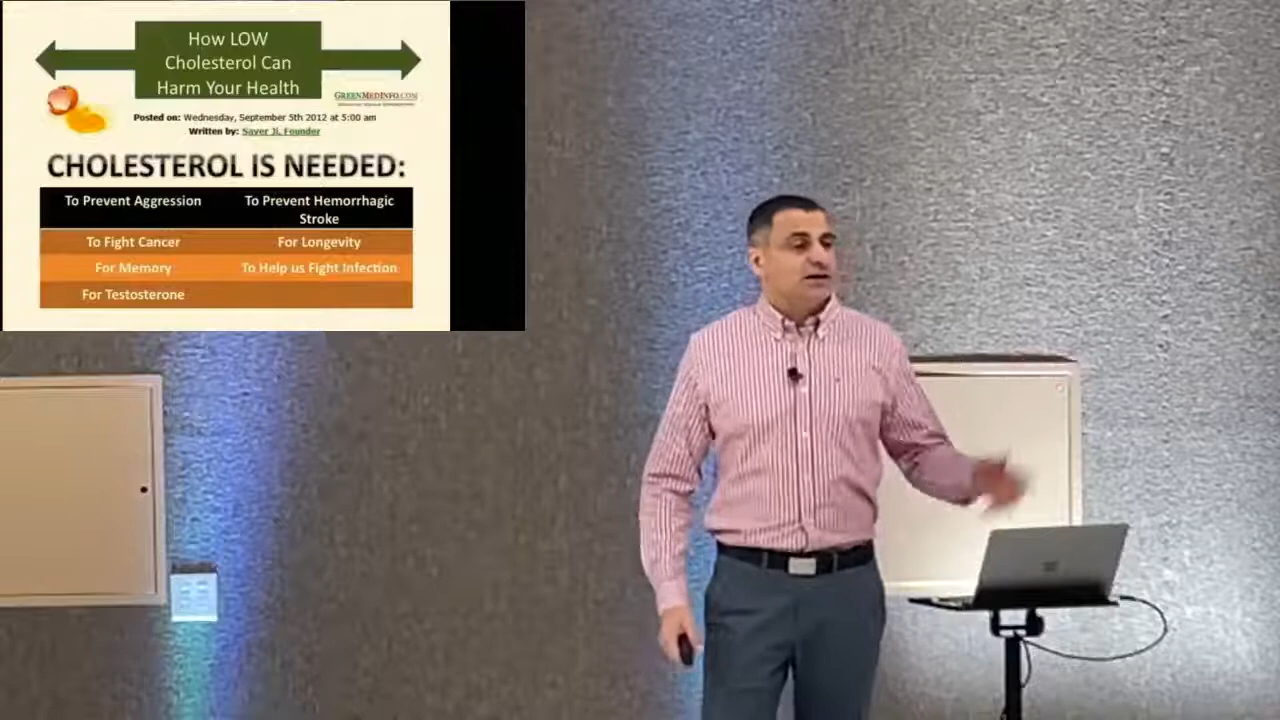 How LOW
Cholesterol Can
Harm Your Health
GREENMEDINFO.COM
Posted on: Wednesday, September 5th 2012 at 5:00 am
Written by: Sayer Ji, Founder
CHOLESTEROL IS NEEDED:
To Prevent Aggression
To Prevent Hemorrhagic
Stroke
To Fight Cancer
For Longevity
For Memory
To Help us Fight Infection
For Testosterone